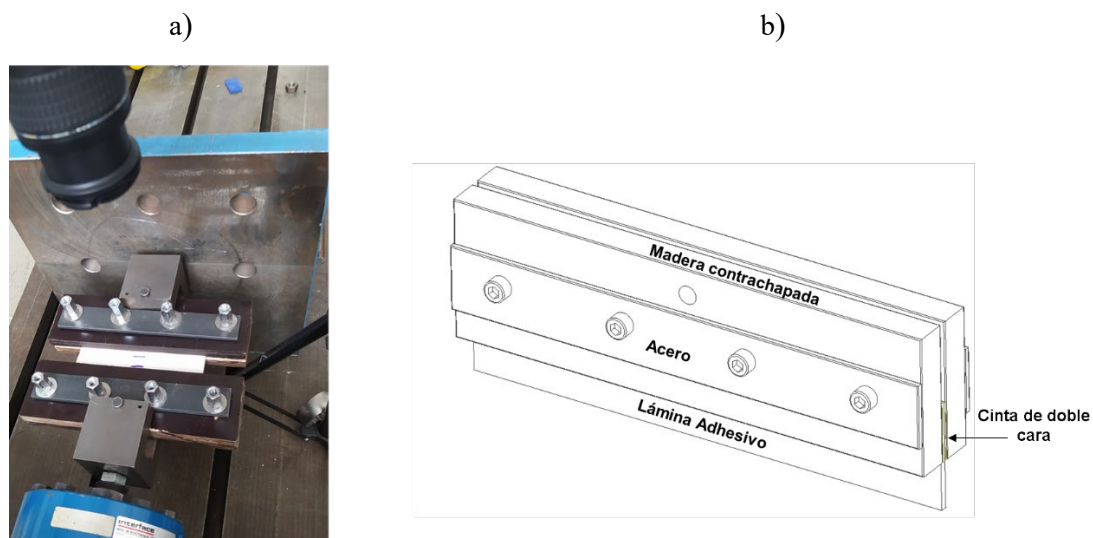 a)
b)
Madera contrachapada
Acero
Lámina Adhesivo
Cinta de doble
cara
Interface